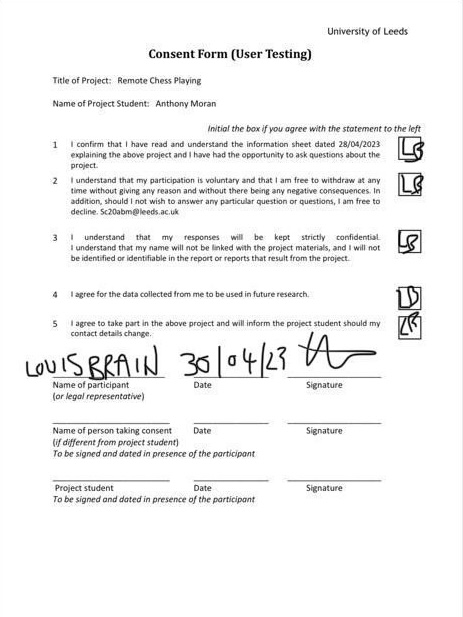 University of Leeds
Consent Form (User Testing)
Title of Project: Remote Chess Playing
Name of Project Student: Anthony Moran
Initial the box if you agree with the statement to the left
1 I confirm that I have read and understand the information sheet dated 28/04/2023 LB
explaining the above project and I have had the opportunity to ask questions about the
project.
2 I understand that my participation is voluntary and that I am free to withdraw at any LB
time without giving any reason and without there being any negative consequences. In
addition, should I not wish to answer any particular question or questions, I am free to
decline. Sc20abm@leeds.ac.uk
3 I understand that my responses will be kept strictly confidential. LB
I understand that my name will not be linked with the project materials, and I will not
be identified or identifiable in the report or reports that result from the project.
4 I agree for the data collected from me to be used in future research. LB
5 I agree to take part in the above project and will inform the project student should my LB
contact details change.
LOUIS BRAIN 30/04/23
Name of participant Date Signature
(or legal representative)
Name of person taking consent Date Signature
(if different from project student)
To be signed and dated in presence of the participant
Project student Date Signature
To be signed and dated in presence of the participant